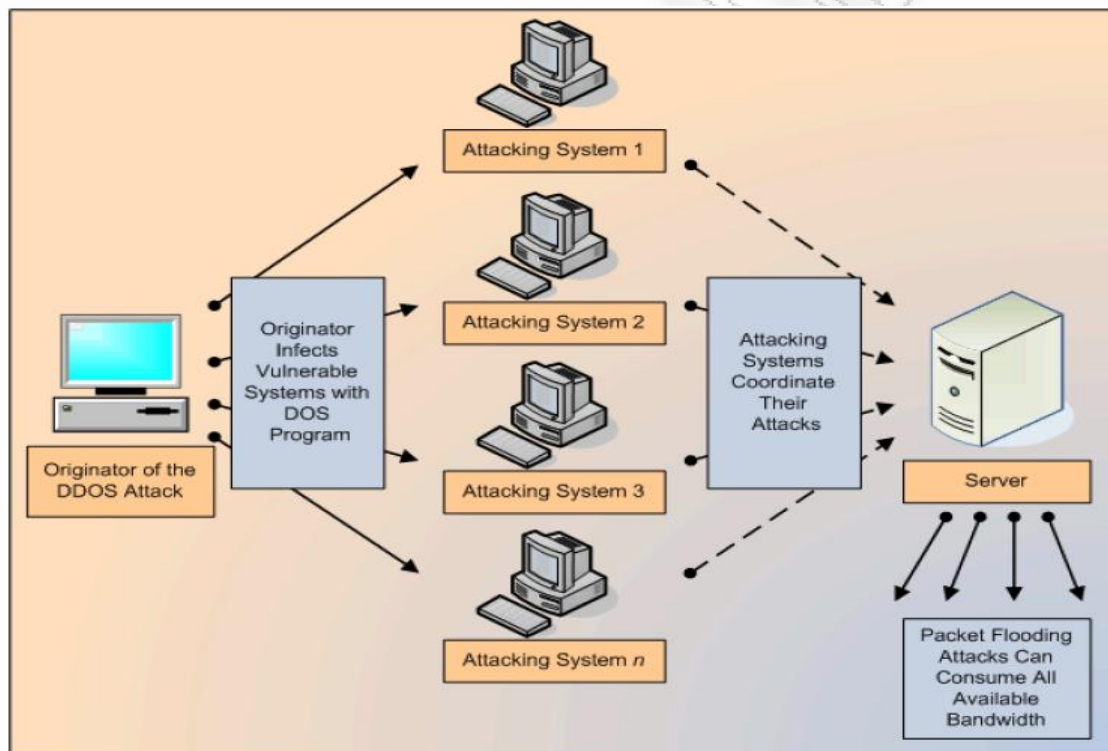 Attacking System 1
Attacking System 2
Originator
Infects
Vulnerable
Systems with
DOS
Program
Attacking
Systems
Coordinate
Their
Attacks
Attacking System 3
Originator of the
DDOS Attack
Server
Attacking System n
Packet Flooding
Attacks Can
Consume All
Available
Bandwidth